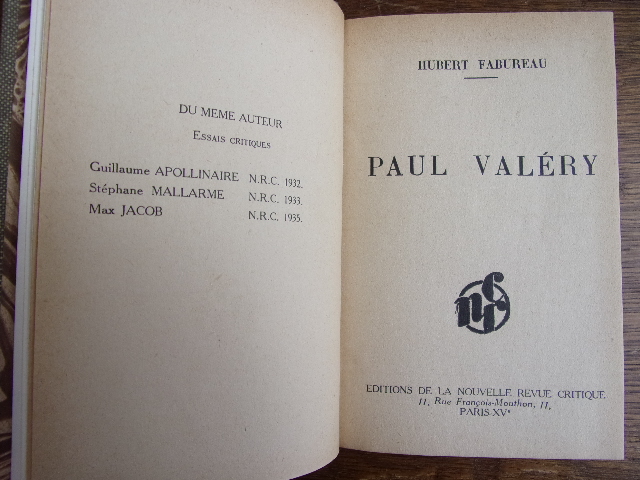 DU MEME AUTEUR
ESSAIS CRITIQUES
Guillaume APOLLINAIRE N.R.C. 1932.
Stéphane MALLARME N.R.C. 1933.
Max JACOB N.R.C. 1935.
HUBERT FABUREAU
PAUL VALÉRY
nrc
EDITIONS DE LA NOUVELLE REVUE CRITIQUE
11, Rue François-Mouthon, 11,
PARIS-XVe